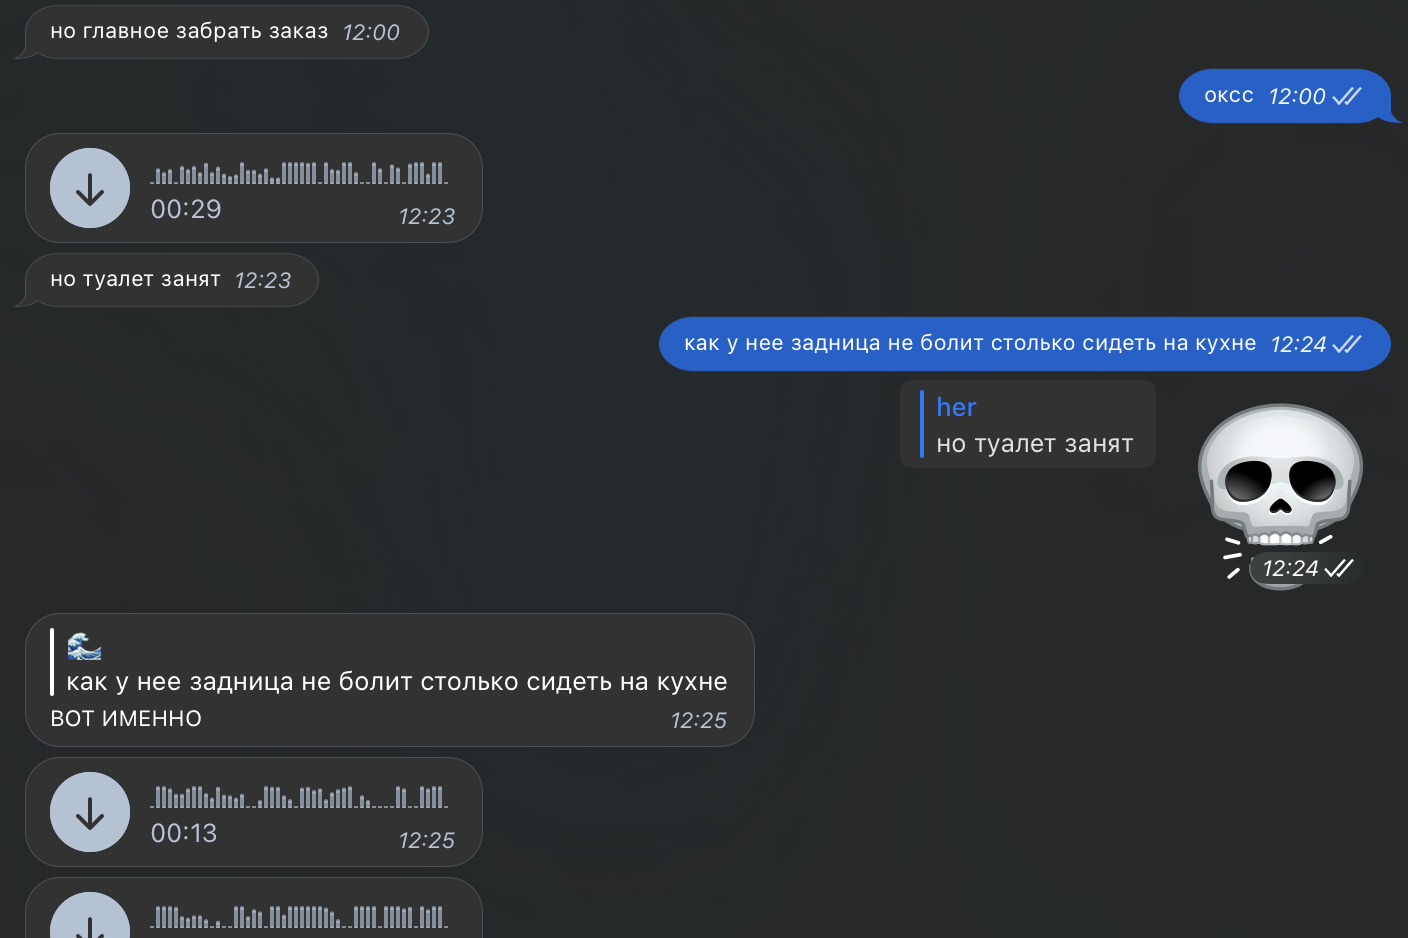 но главное забрать заказ 12:00
оксс 12:00
00:29 12:23
но туалет занят 12:23
как у нее задница не болит столько сидеть на кухне 12:24
her
но туалет занят
12:24
🌊
как у нее задница не болит столько сидеть на кухне
ВОТ ИМЕННО 12:25
00:13 12:25